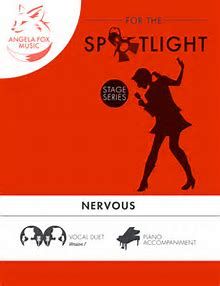 ANGELA FOX
MUSIC
FOR THE
SPOTLIGHT
STAGE
SERIES
NERVOUS
VOCAL DUET
PIANO
ACCOMPANIMENT